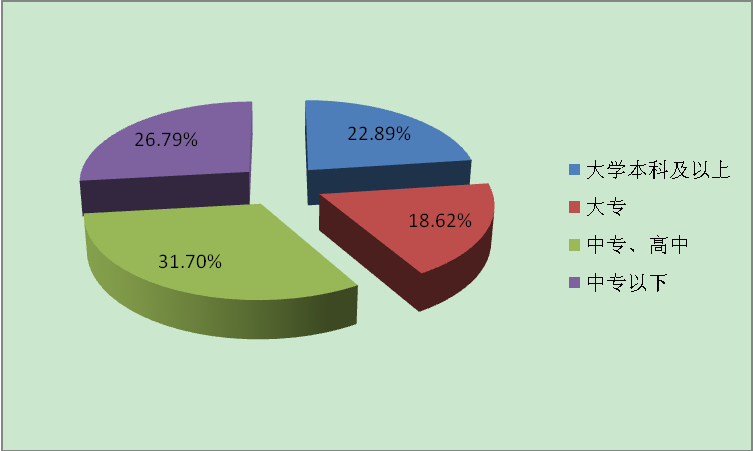 26.79%
22.89%
18.62%
31.70%
大学本科及以上
大专
中专、高中
中专以下